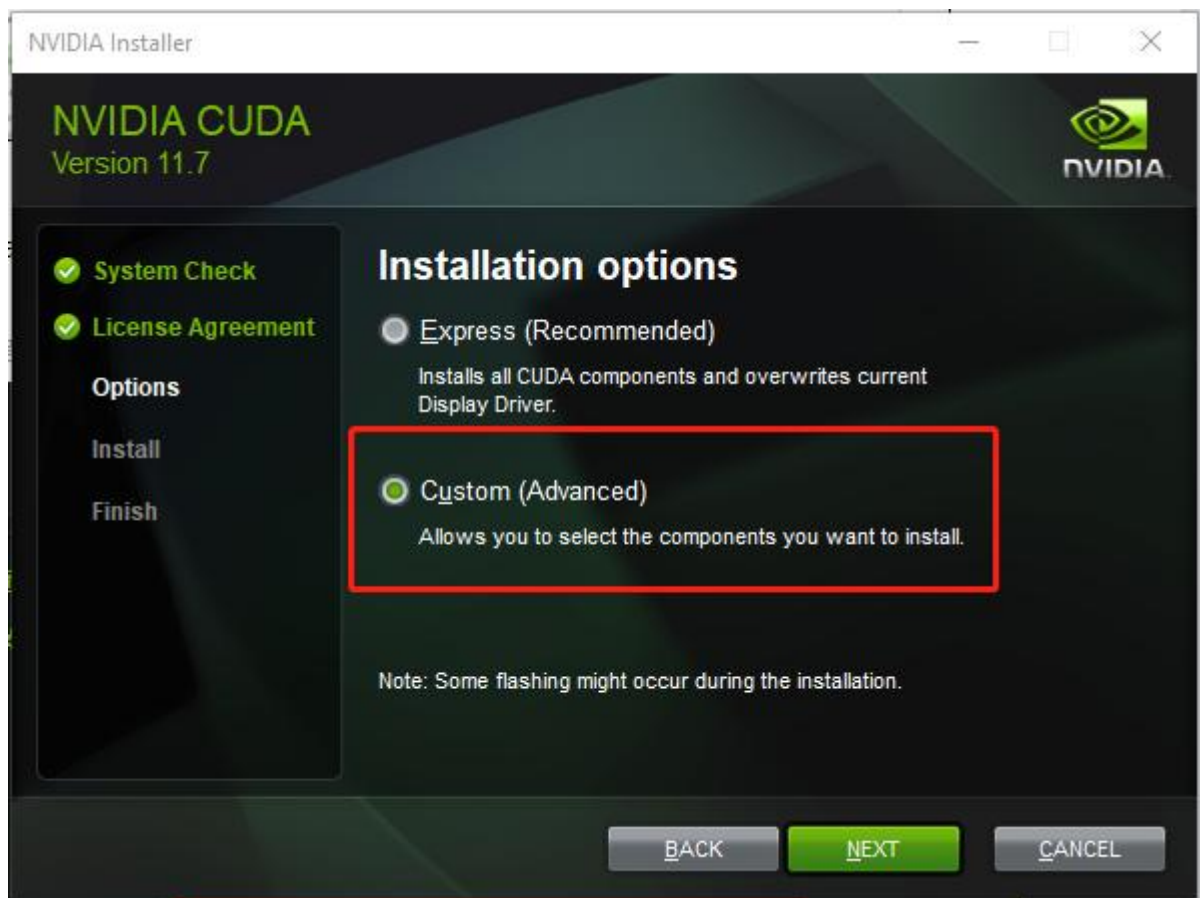 NVIDIA Installer
NVIDIA CUDA
Version 11.7
NVIDIA.
System Check
License Agreement
Options
Install
Finish
Installation options
Express (Recommended)
Installs all CUDA components and overwrites current
Display Driver.
Custom (Advanced)
Allows you to select the components you want to install.
Note: Some flashing might occur during the installation.
BACK
NEXT
CANCEL